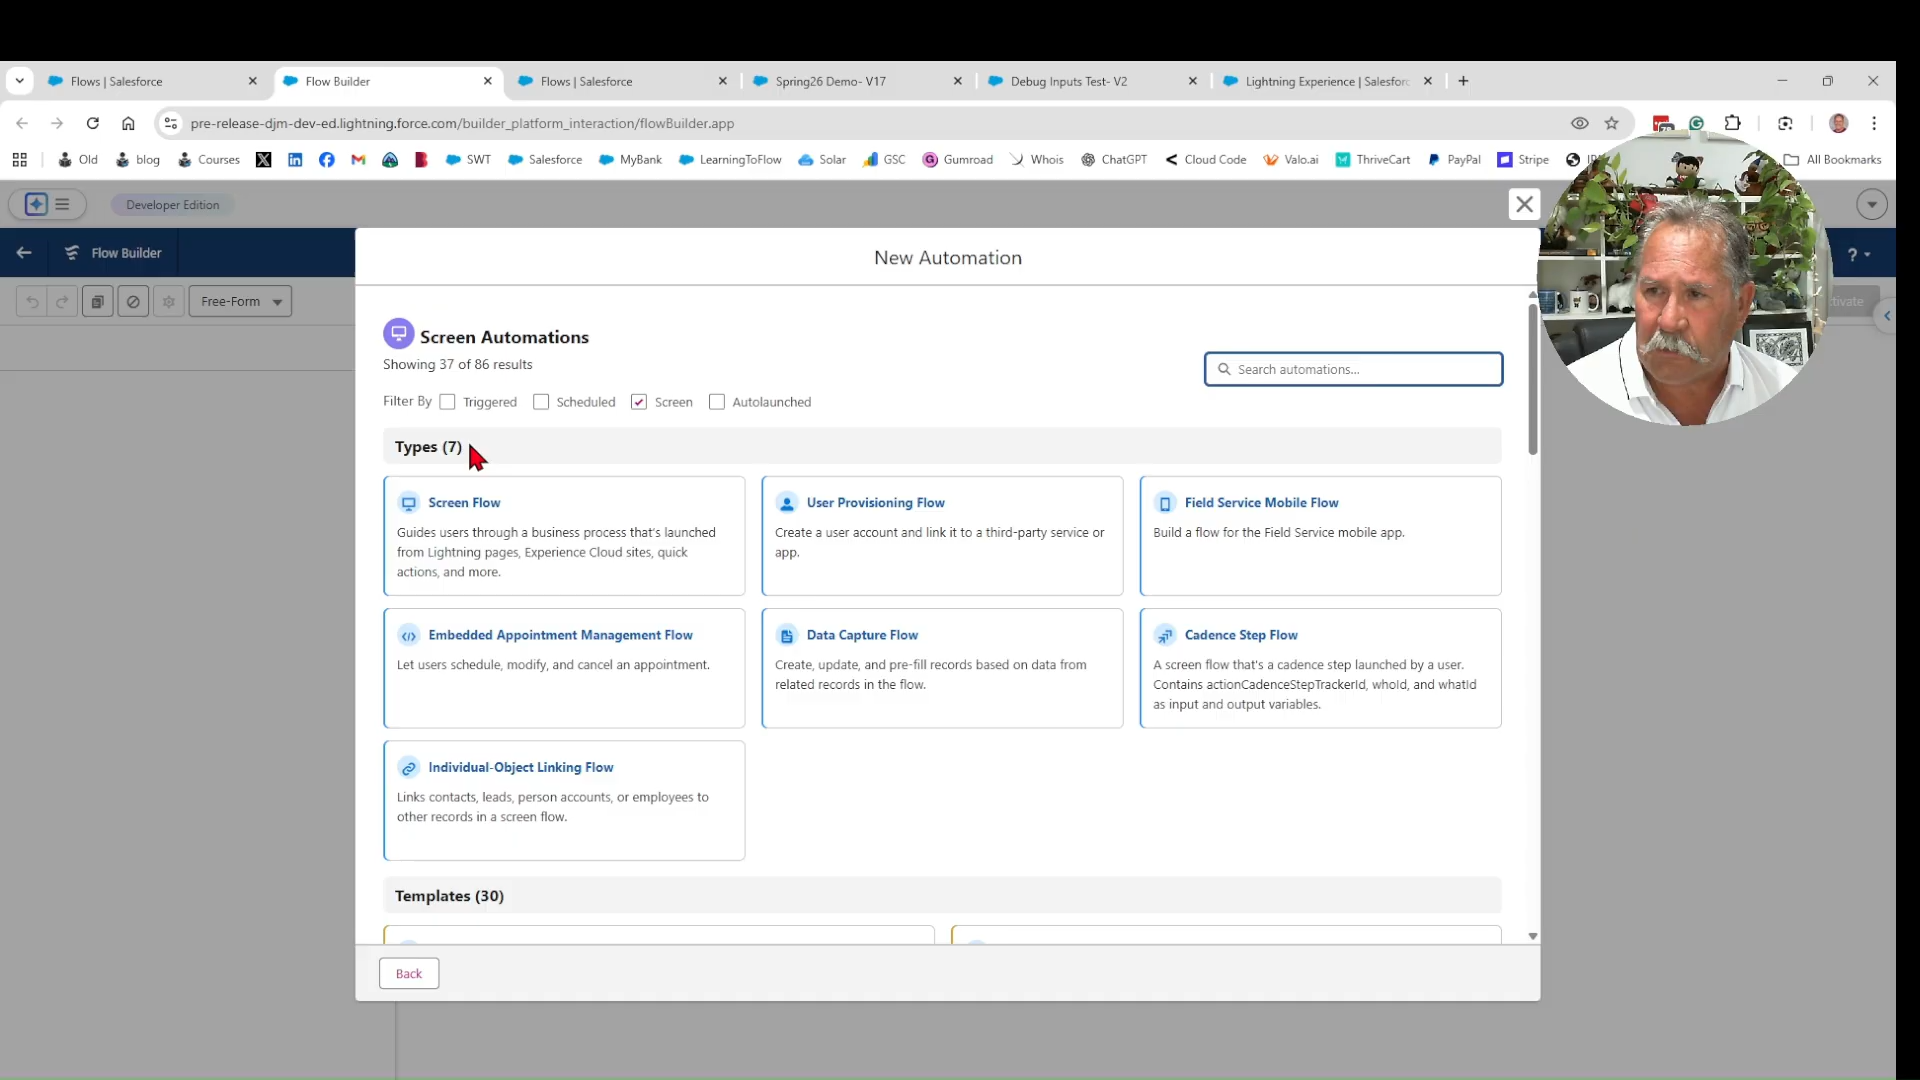 Flows | Salesforce
Flow Builder
Flows | Salesforce
Spring26 Demo- V17
Debug Inputs Test- V2
Lightning Experience | Salesforc
pre-release-djm-dev-ed.lightning.force.com/builder_platform_interaction/flowBuilder.app
Old
blog
Courses
SWT
Salesforce
MyBank
LearningToFlow
Solar
GSC
Gumroad
Whois
ChatGPT
Cloud Code
Valo.ai
ThriveCart
PayPal
Stripe
All Bookmarks
Developer Edition
Flow Builder
Free-Form
New Automation
Screen Automations
Showing 37 of 86 results
Search automations...
Filter By
Triggered
Scheduled
Screen
Autolaunched
Types (7)
Screen Flow
Guides users through a business process that's launched
from Lightning pages, Experience Cloud sites, quick
actions, and more.
User Provisioning Flow
Create a user account and link it to a third-party service or
app.
Field Service Mobile Flow
Build a flow for the Field Service mobile app.
Embedded Appointment Management Flow
Let users schedule, modify, and cancel an appointment.
Data Capture Flow
Create, update, and pre-fill records based on data from
related records in the flow.
Cadence Step Flow
A screen flow that's a cadence step launched by a user.
Contains actionCadenceStepTrackerId, whoId, and whatId
as input and output variables.
Individual-Object Linking Flow
Links contacts, leads, person accounts, or employees to
other records in a screen flow.
Templates (30)
Back